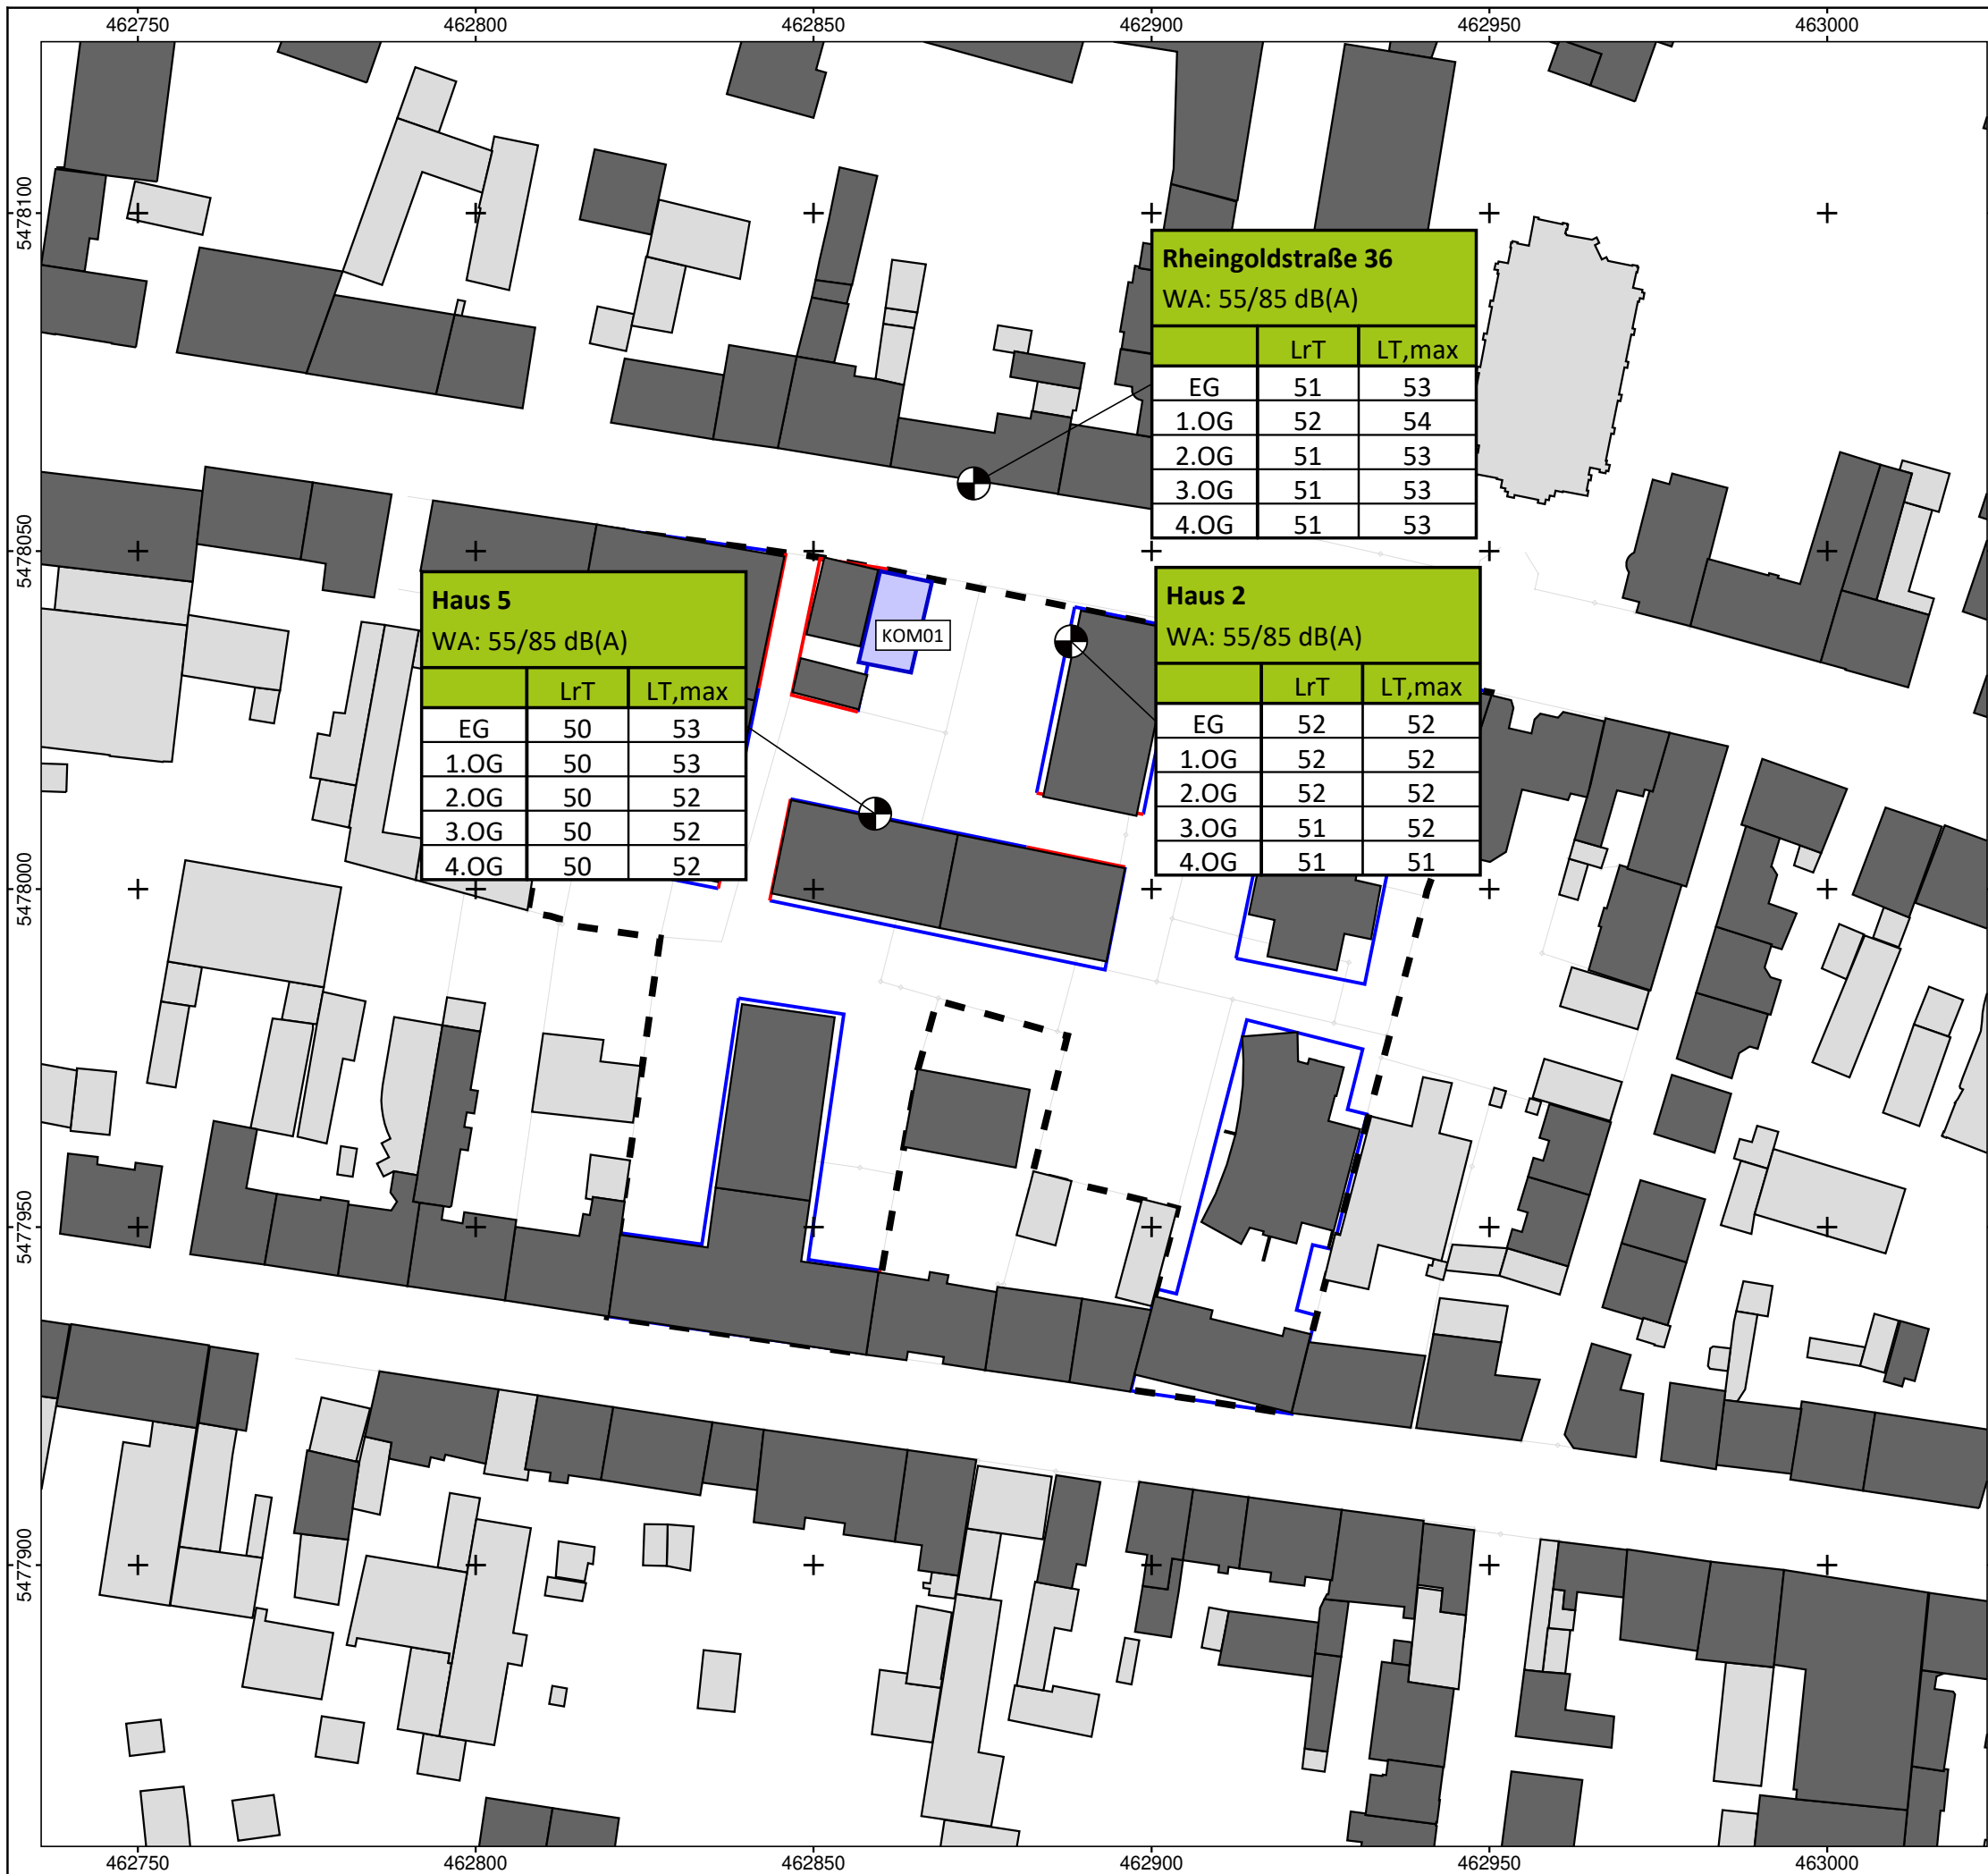 462750 462800 462850 462900 462950 463000
5478100
5478050
5478000
5477950
5477900
Rheingoldstraße 36
WA: 55/85 dB(A)
LrT LT,max
EG 51 53
1.OG 52 54
2.OG 51 53
3.OG 51 53
4.OG 51 53
Haus 5
WA: 55/85 dB(A)
LrT LT,max
EG 50 53
1.OG 50 53
2.OG 50 52
3.OG 50 52
4.OG 50 52
KOM01
Haus 2
WA: 55/85 dB(A)
LrT LT,max
EG 52 52
1.OG 52 52
2.OG 52 52
3.OG 51 52
4.OG 51 51
462750 462800 462850 462900 462950 463000